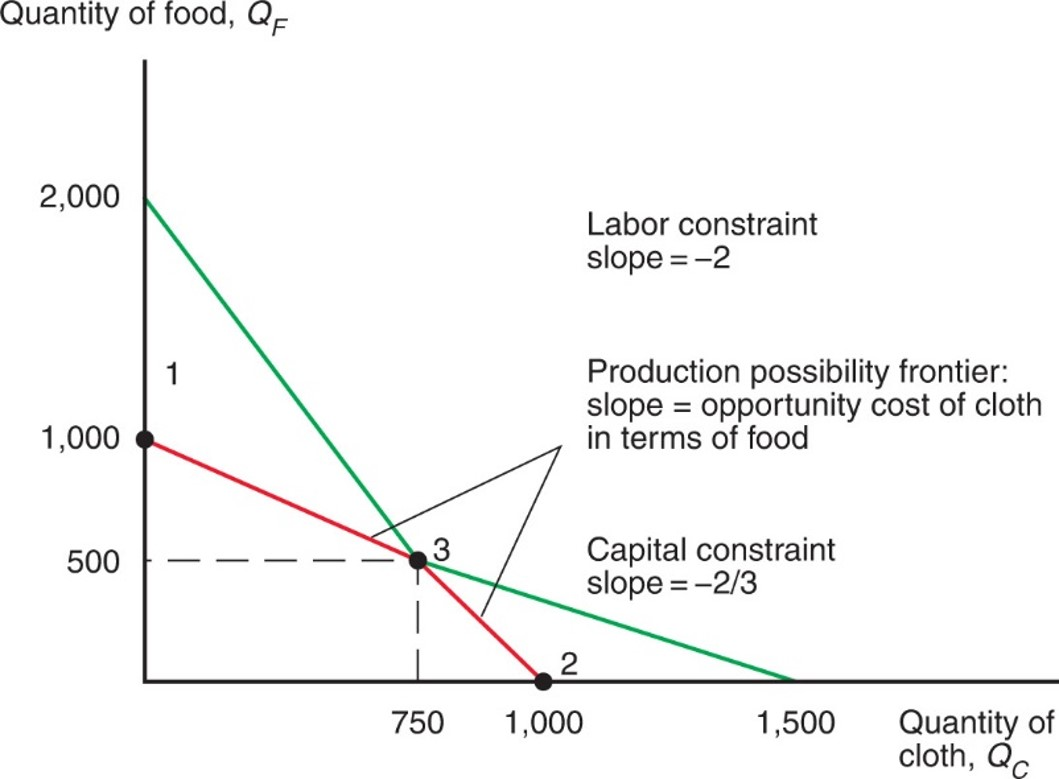 Quantity of food, Q_F
2,000
Labor constraint
slope = –2
1
Production possibility frontier:
slope = opportunity cost of cloth
in terms of food
1,000
3
500
Capital constraint
slope = –2/3
2
750
1,000
1,500
Quantity of
cloth, Q_C